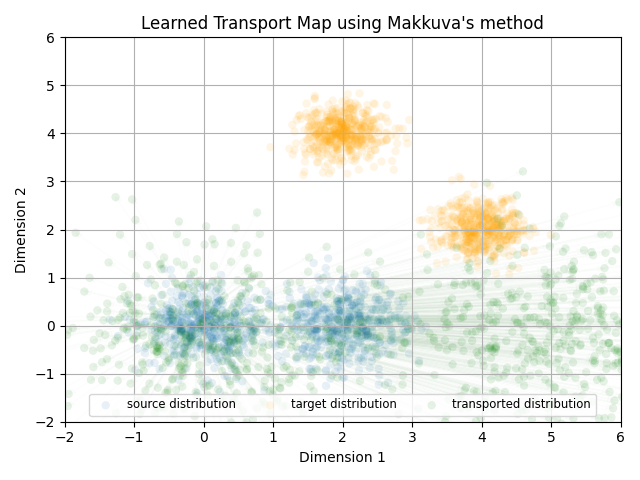 Learned Transport Map using Makkuva's method
6
5
4
3
2
1
0
−1
−2
Dimension 2
source distribution target distribution transported distribution
−2 −1 0 1 2 3 4 5 6
Dimension 1